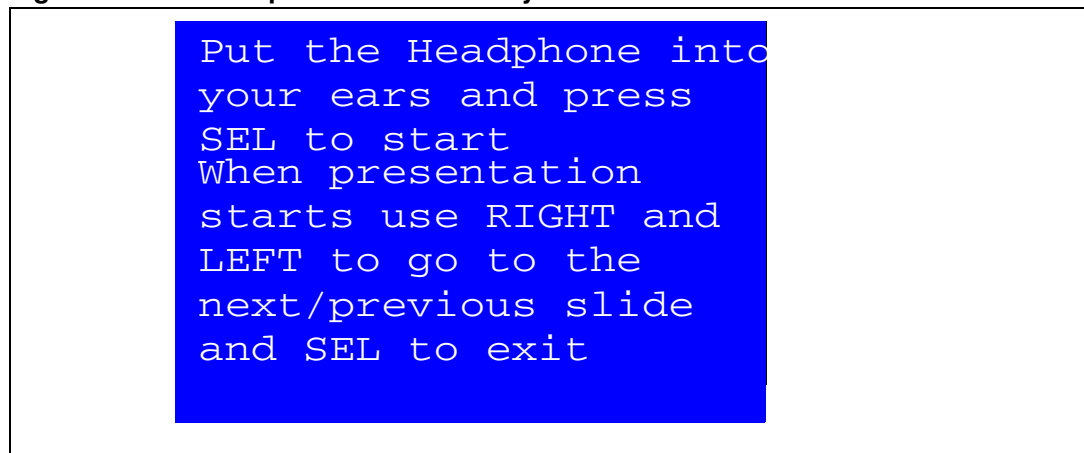 Put the Headphone into
your ears and press
SEL to start
When presentation
starts use RIGHT and
LEFT to go to the
next/previous slide
and SEL to exit